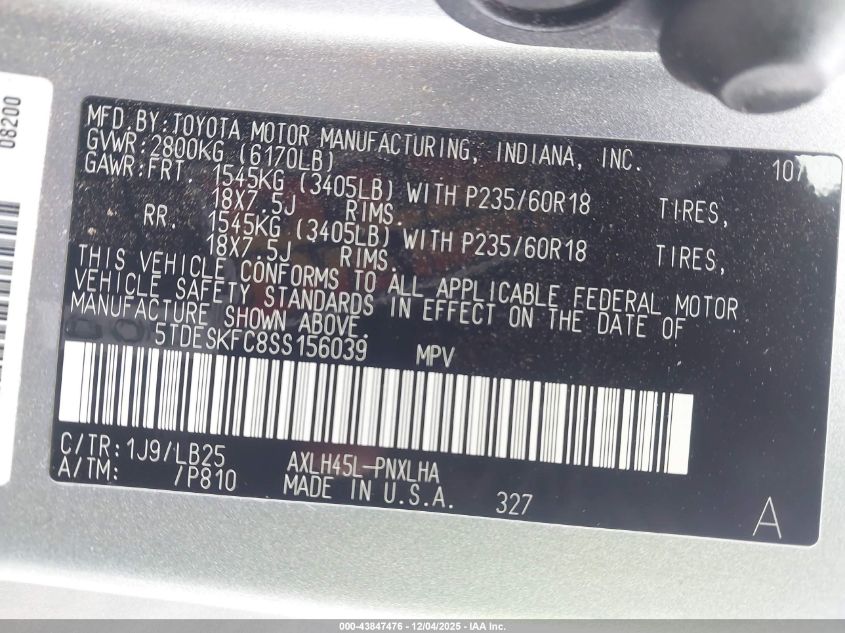 08200
MFD.BY:TOYOTA MOTOR MANUFACTURING, INDIANA, INC. 107
GVWR:2800KG (6170LB)
GAWR:FRT. 1545KG (3405LB) WITH P235/60R18 TIRES,
18X7.5J RIMS.
RR. 1545KG (3405LB) WITH P235/60R18 TIRES,
18X7.5J RIMS.
THIS VEHICLE CONFORMS TO ALL APPLICABLE FEDERAL MOTOR
VEHICLE SAFETY STANDARDS IN EFFECT ON THE DATE OF
MANUFACTURE SHOWN ABOVE.
5TDESKFC8SS156039 MPV
C/TR:1J9/LB25 AXLH45L-PNXLHA
A/TM: /P810 MADE IN U.S.A. 327
A
000-43847476 - 12/04/2025 - IAA Inc.